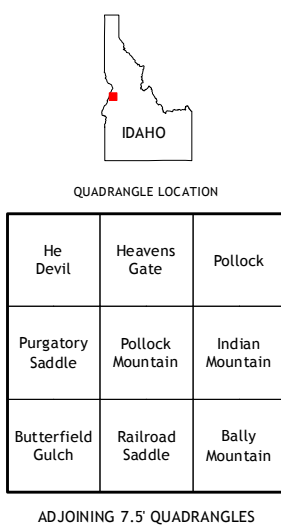 IDAHO
QUADRANGLE LOCATION
He
Devil
Heavens
Gate
Pollock
Purgatory
Saddle
Pollock
Mountain
Indian
Mountain
Butterfield
Gulch
Railroad
Saddle
Bally
Mountain
ADJOINING 7.5' QUADRANGLES